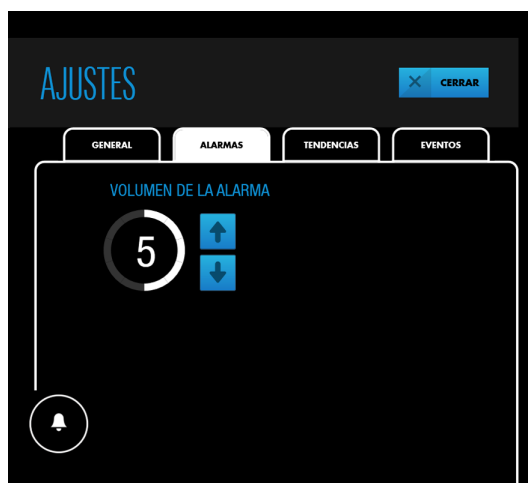 AJUSTES
CERRAR
GENERAL ALARMAS TENDENCIAS EVENTOS
VOLUMEN DE LA ALARMA
5